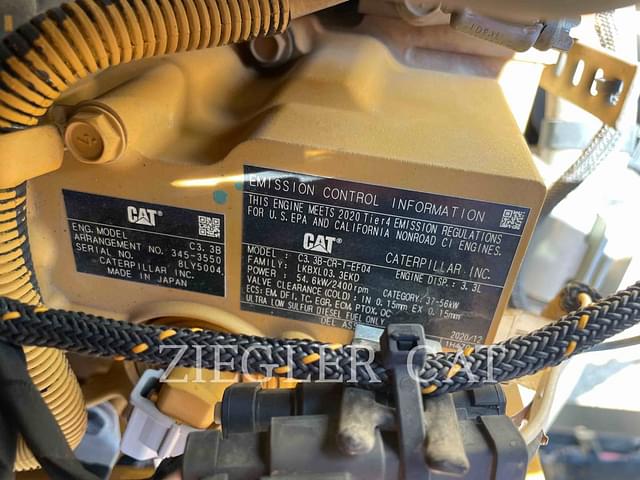 IDEAL
CAT
ENG. MODEL C3.3B
ARRANGEMENT NO. 345-3550
SERIAL NO. 8LV5004
CATERPILLAR INC.
MADE IN JAPAN
EMISSION CONTROL INFORMATION
THIS ENGINE MEETS 2020 Tier4 EMISSION REGULATIONS
FOR U.S. EPA AND CALIFORNIA NONROAD CI ENGINES.
CAT
CATERPILLAR INC.
MODEL : C3.3B-CR-T-EF04 ENGINE DISP.: 3.3L
FAMILY: LKBXL03.3EKD
POWER : 54.6kW/2400rpm CATEGORY: 37-56kW
VALVE CLEARANCE (COLD): IN 0.15mm EX 0.15mm
ECS: EM, DFI, TC, EGR, ECM, PTOX, OC
ULTRA LOW SULFUR DIESEL FUEL ONLY
2020/12
ZIEGLER CAT